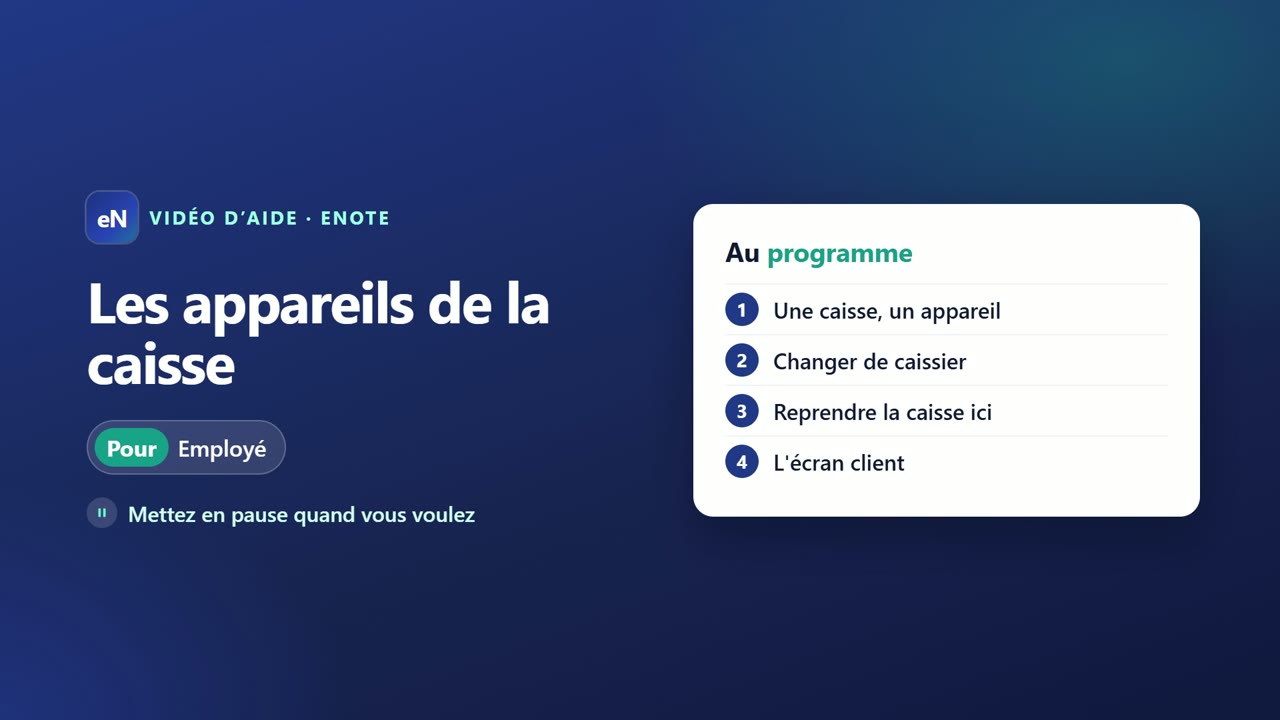 eN
VIDÉO D’AIDE · ENOTE
Les appareils de la
caisse
Pour Employé
Mettez en pause quand vous voulez
Au programme
1 Une caisse, un appareil
2 Changer de caissier
3 Reprendre la caisse ici
4 L'écran client